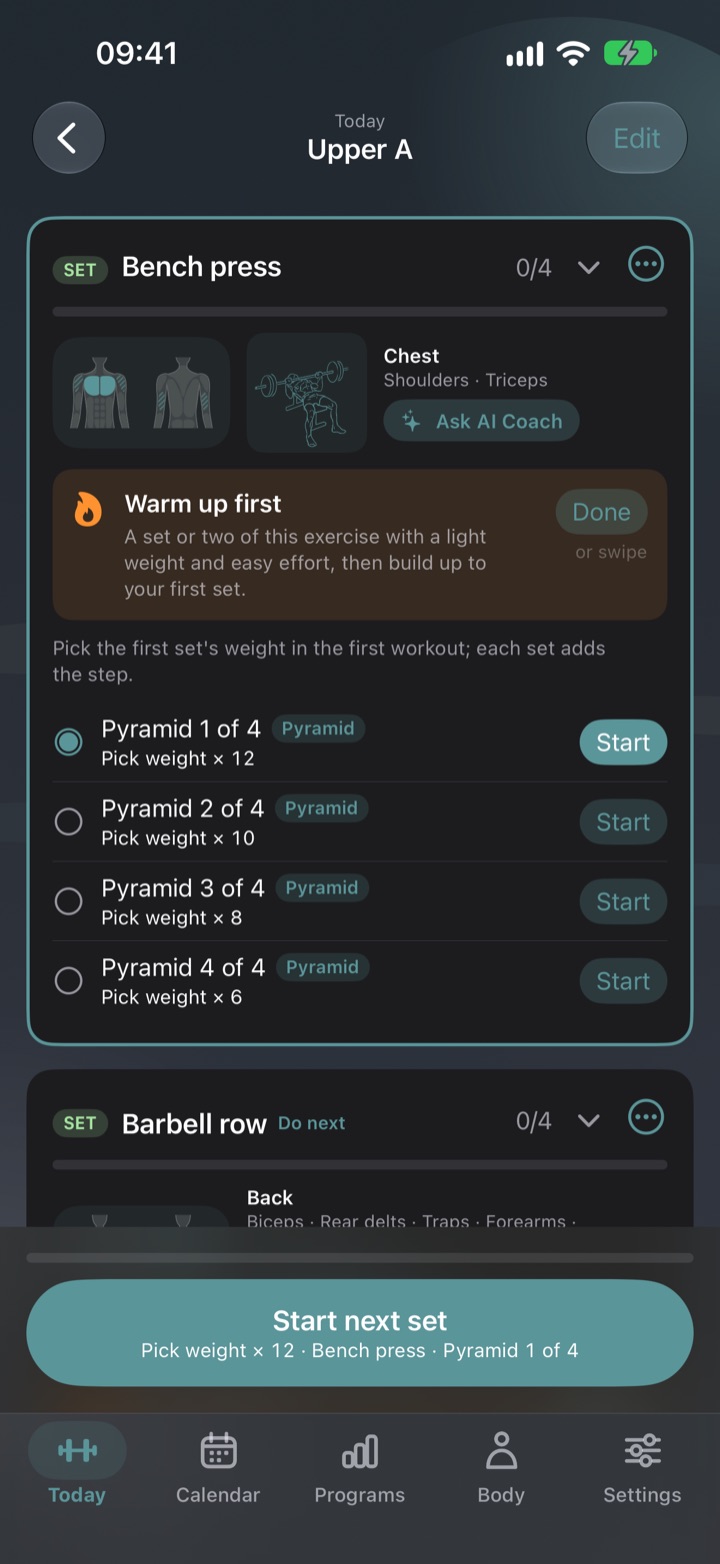 09:41
Today
Upper A
Edit
SET Bench press 0/4
Chest
Shoulders · Triceps
Ask AI Coach
Warm up first
A set or two of this exercise with a light
weight and easy effort, then build up to
your first set.
Done
or swipe
Pick the first set's weight in the first workout; each set adds
the step.
Pyramid 1 of 4 Pyramid
Pick weight × 12
Start
Pyramid 2 of 4 Pyramid
Pick weight × 10
Start
Pyramid 3 of 4 Pyramid
Pick weight × 8
Start
Pyramid 4 of 4 Pyramid
Pick weight × 6
Start
SET Barbell row Do next 0/4
Back
Biceps · Rear delts · Traps · Forearms ·
Start next set
Pick weight × 12 · Bench press · Pyramid 1 of 4
Today Calendar Programs Body Settings